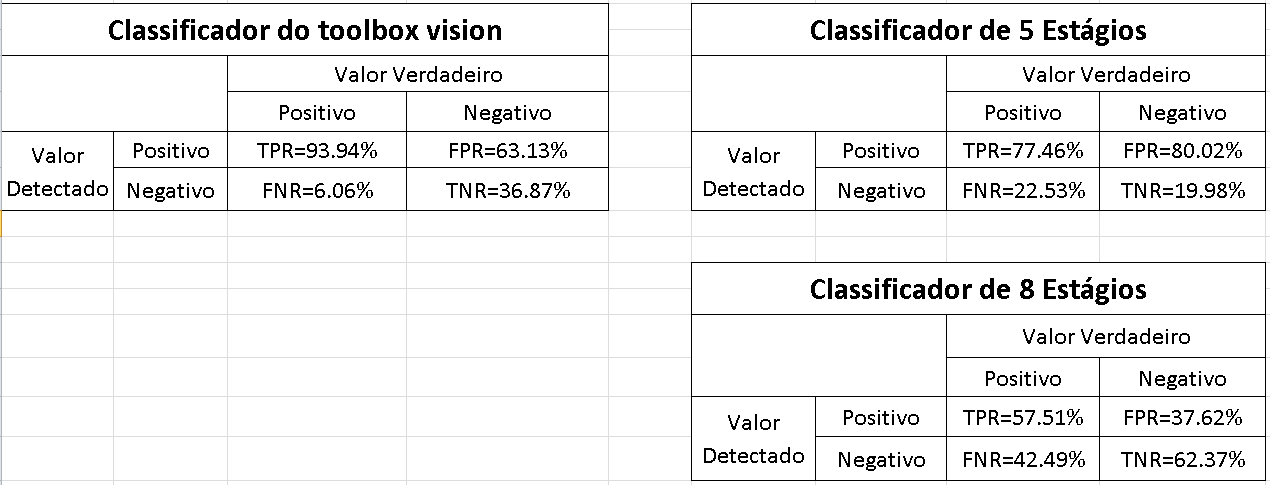 Classificador do toolbox vision
Valor Verdadeiro
Positivo Negativo
Valor Detectado
Positivo TPR=93.94% FPR=63.13%
Negativo FNR=6.06% TNR=36.87%
Classificador de 5 Estágios
Valor Verdadeiro
Positivo Negativo
Valor Detectado
Positivo TPR=77.46% FPR=80.02%
Negativo FNR=22.53% TNR=19.98%
Classificador de 8 Estágios
Valor Verdadeiro
Positivo Negativo
Valor Detectado
Positivo TPR=57.51% FPR=37.62%
Negativo FNR=42.49% TNR=62.37%